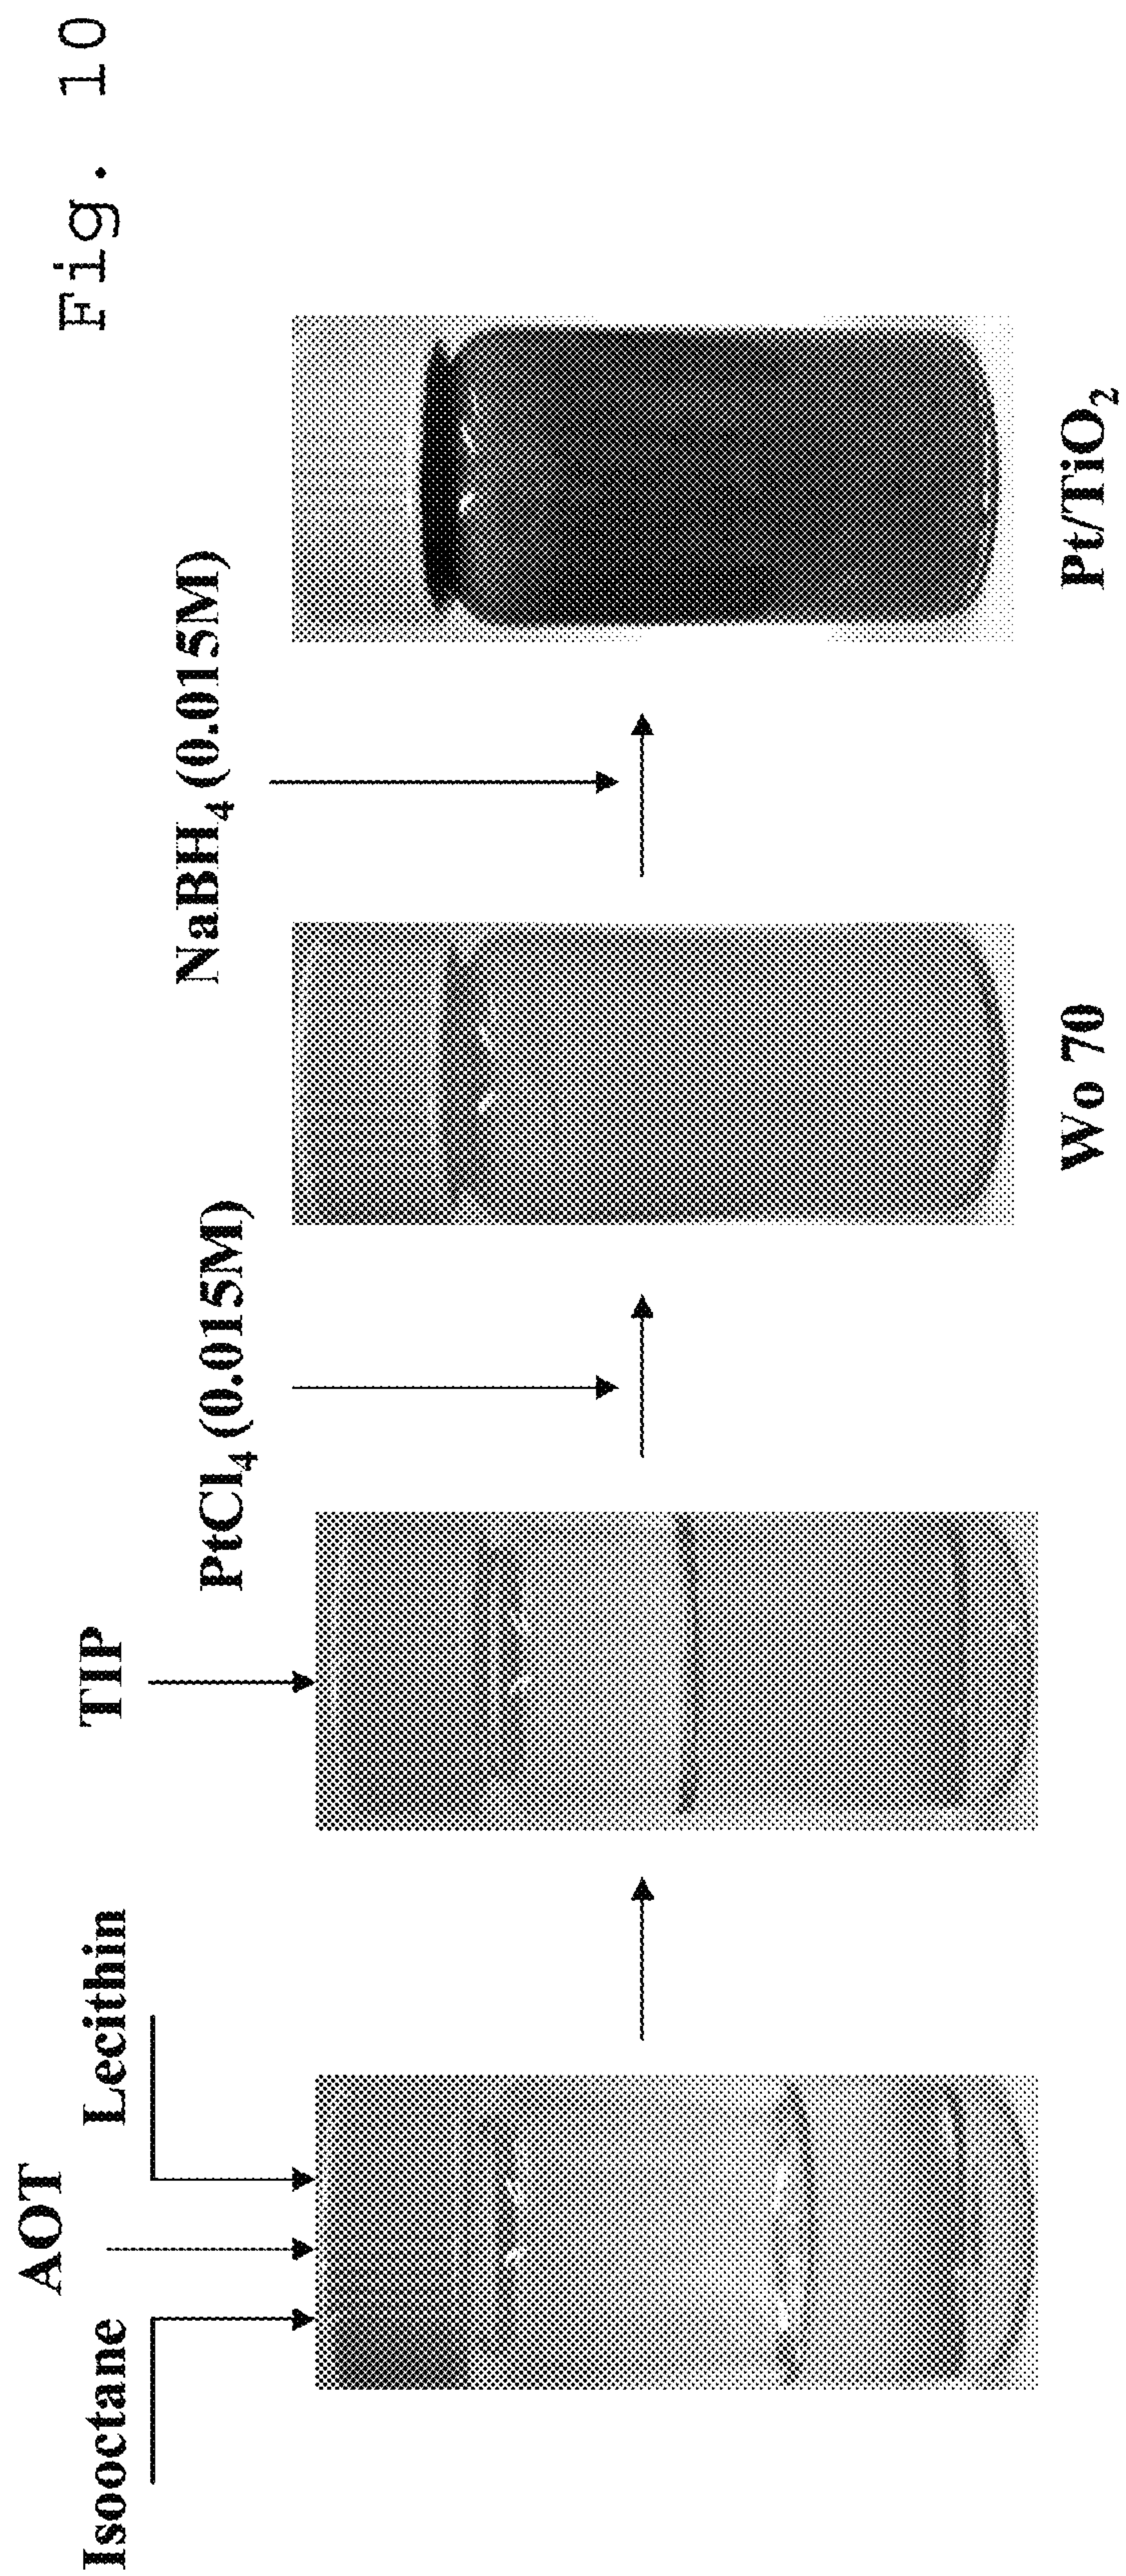 Fig. 10
AOT
Isooctane
Lecithin
TIP
PtCl₄ (0.015M)
NaBH₄ (0.015M)
Wo 70
Pt/TiO₂